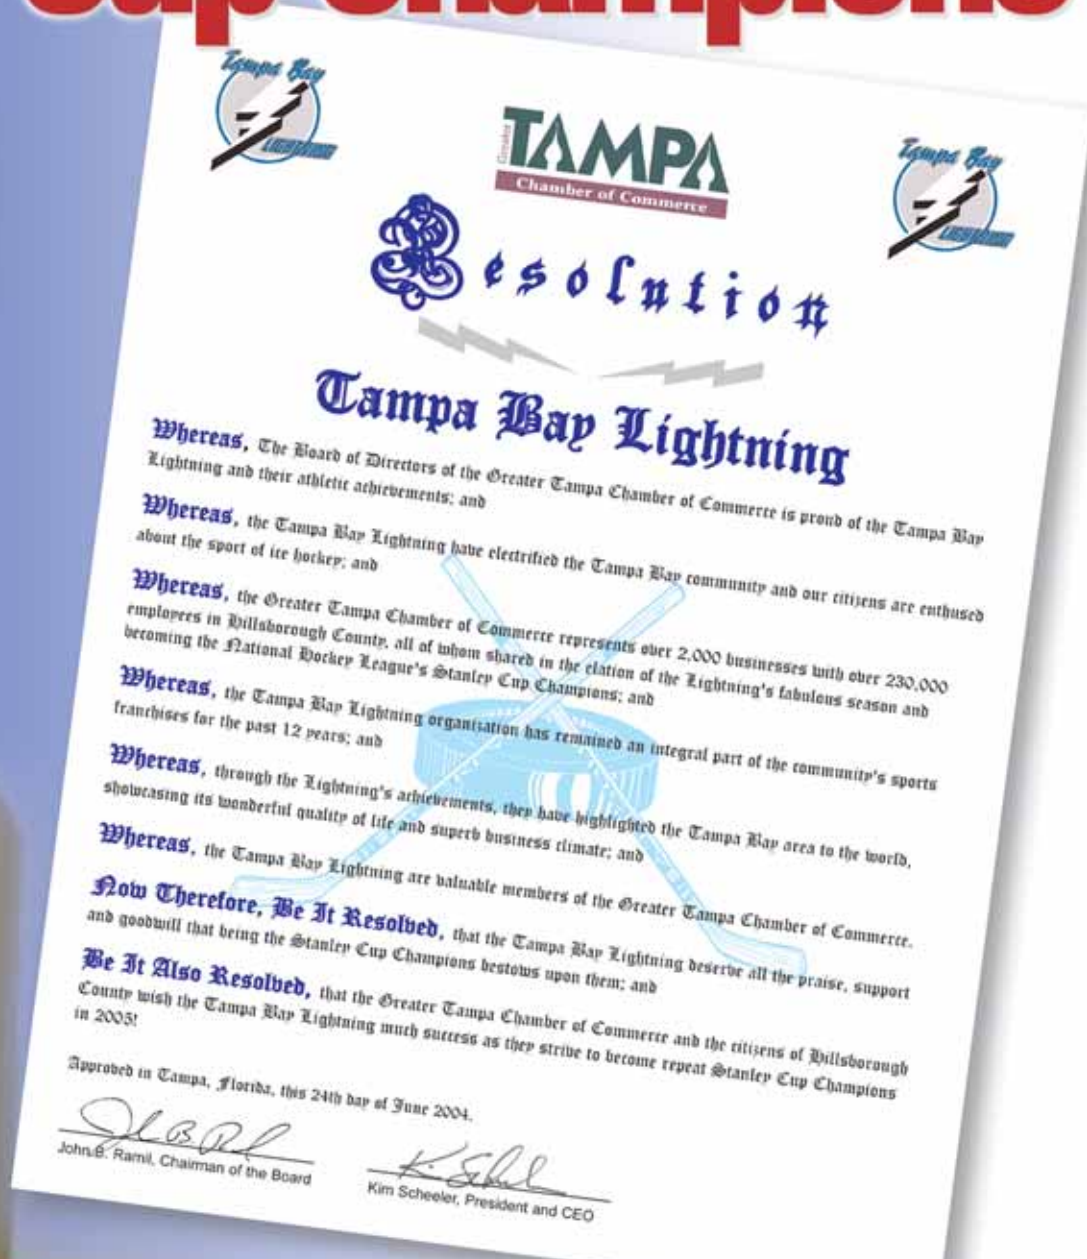 Cup Champions
Tampa Bay
LIGHTNING
Greater
TAMPA
Chamber of Commerce
Tampa Bay
LIGHTNING
Resolution
Tampa Bay Lightning
Whereas, The Board of Directors of the Greater Tampa Chamber of Commerce is proud of the Tampa Bay
Lightning and their athletic achievements; and
Whereas, the Tampa Bay Lightning have electrified the Tampa Bay community and our citizens are enthused
about the sport of ice hockey; and
Whereas, the Greater Tampa Chamber of Commerce represents over 2,000 businesses with over 230,000
employees in Hillsborough County, all of whom shared in the elation of the Lightning's fabulous season and
becoming the National Hockey League's Stanley Cup Champions; and
Whereas, the Tampa Bay Lightning organization has remained an integral part of the community's sports
franchises for the past 12 years; and
Whereas, through the Lightning's achievements, they have highlighted the Tampa Bay area to the world,
showcasing its wonderful quality of life and superb business climate; and
Whereas, the Tampa Bay Lightning are valuable members of the Greater Tampa Chamber of Commerce.
Now Therefore, Be It Resolved, that the Tampa Bay Lightning deserve all the praise, support
and goodwill that being the Stanley Cup Champions bestows upon them; and
Be It Also Resolved, that the Greater Tampa Chamber of Commerce and the citizens of Hillsborough
County wish the Tampa Bay Lightning much success as they strive to become repeat Stanley Cup Champions
in 2005!
Approved in Tampa, Florida, this 24th day of June 2004.
John B. Ramil, Chairman of the Board
Kim Scheeler, President and CEO